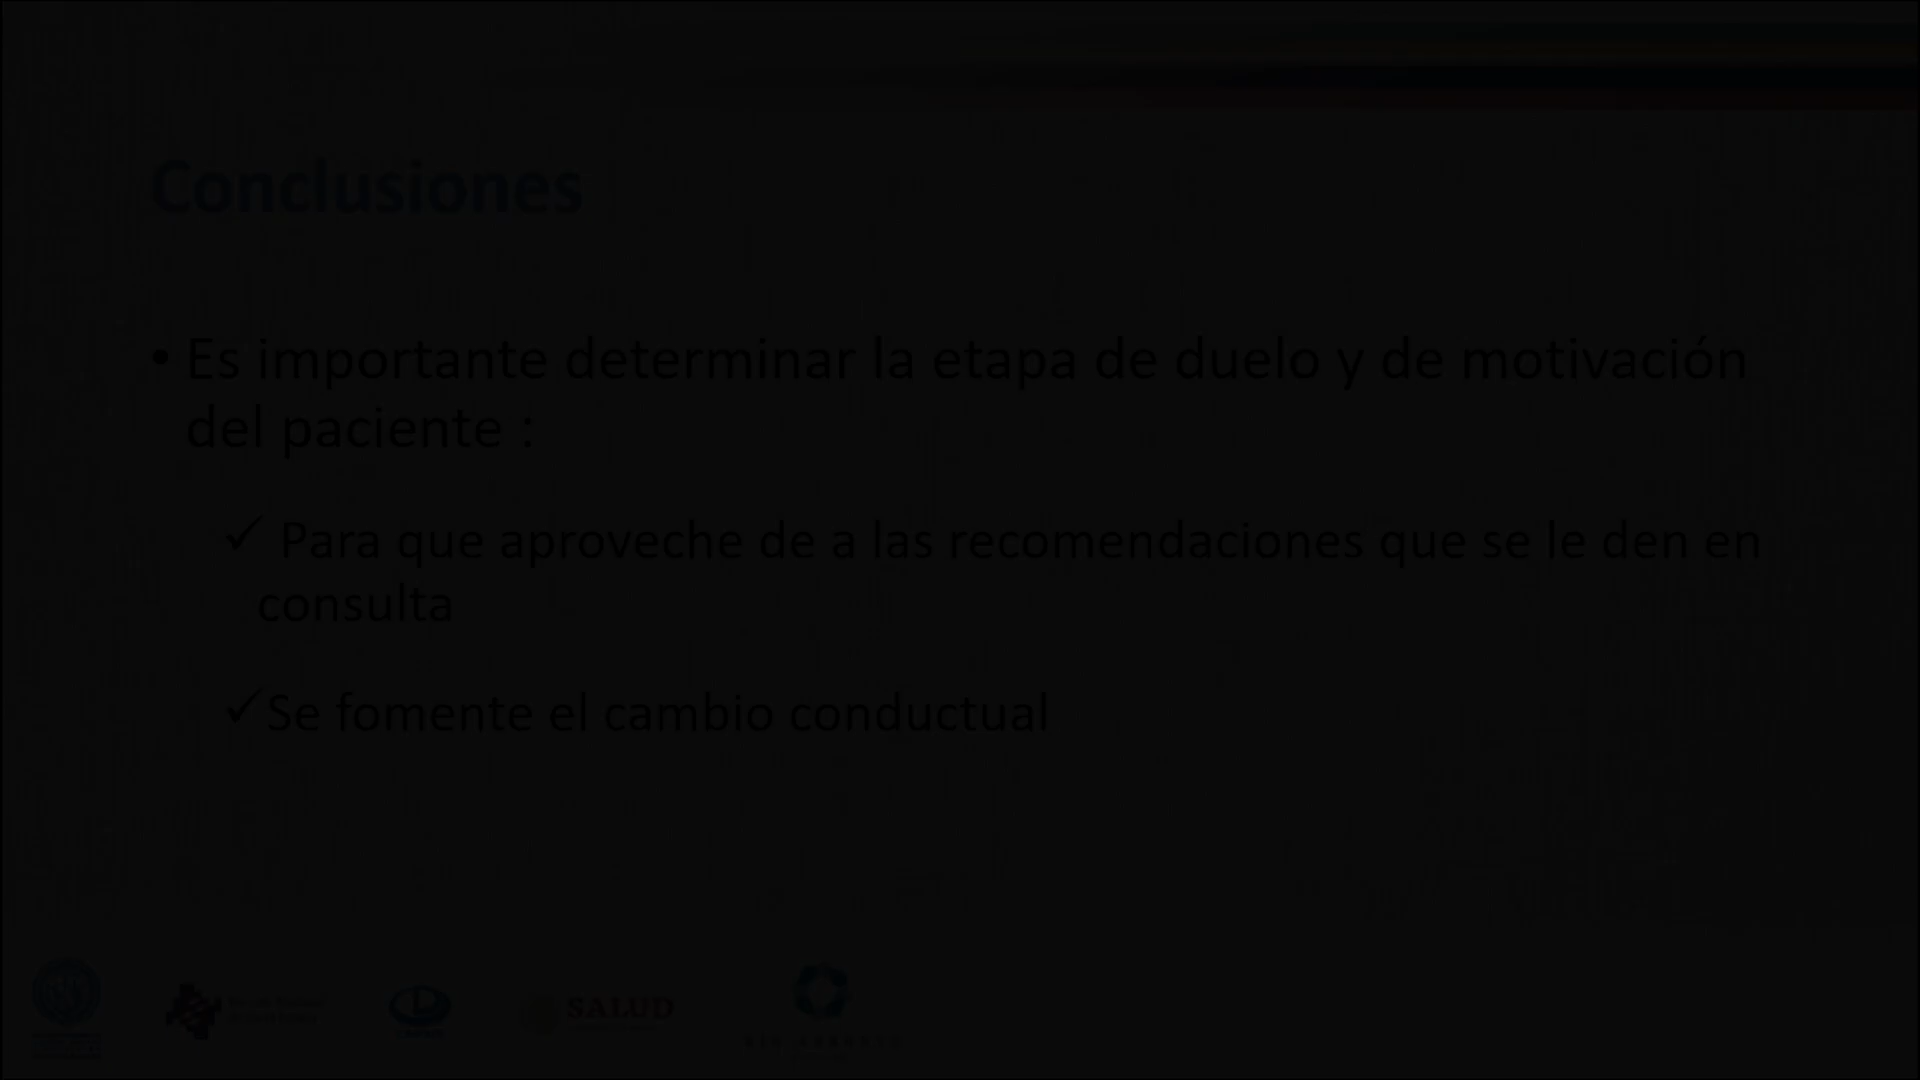 Conclusiones
• Es importante determinar la etapa de duelo y de motivación
del paciente :
✓ Para que aproveche de a las recomendaciones que se le den en
consulta
✓Se fomente el cambio conductual
SALUD